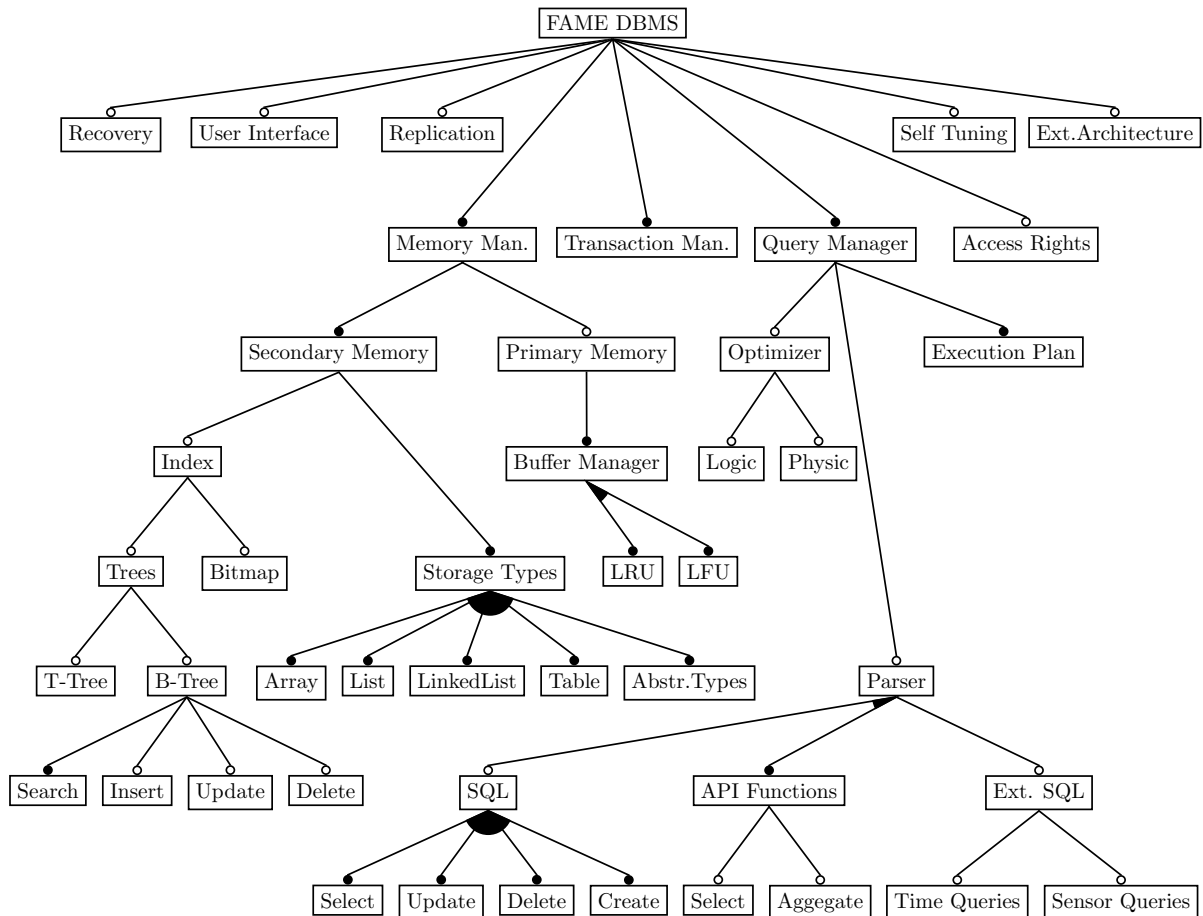 FAME DBMS
Recovery
User Interface
Replication
Self Tuning
Ext.Architecture
Memory Man.
Transaction Man.
Query Manager
Access Rights
Secondary Memory
Primary Memory
Optimizer
Execution Plan
Index
Buffer Manager
Logic
Physic
Trees
Bitmap
Storage Types
LRU
LFU
T-Tree
B-Tree
Array
List
LinkedList
Table
Abstr.Types
Parser
Search
Insert
Update
Delete
SQL
API Functions
Ext. SQL
Select
Update
Delete
Create
Select
Aggregate
Time Queries
Sensor Queries